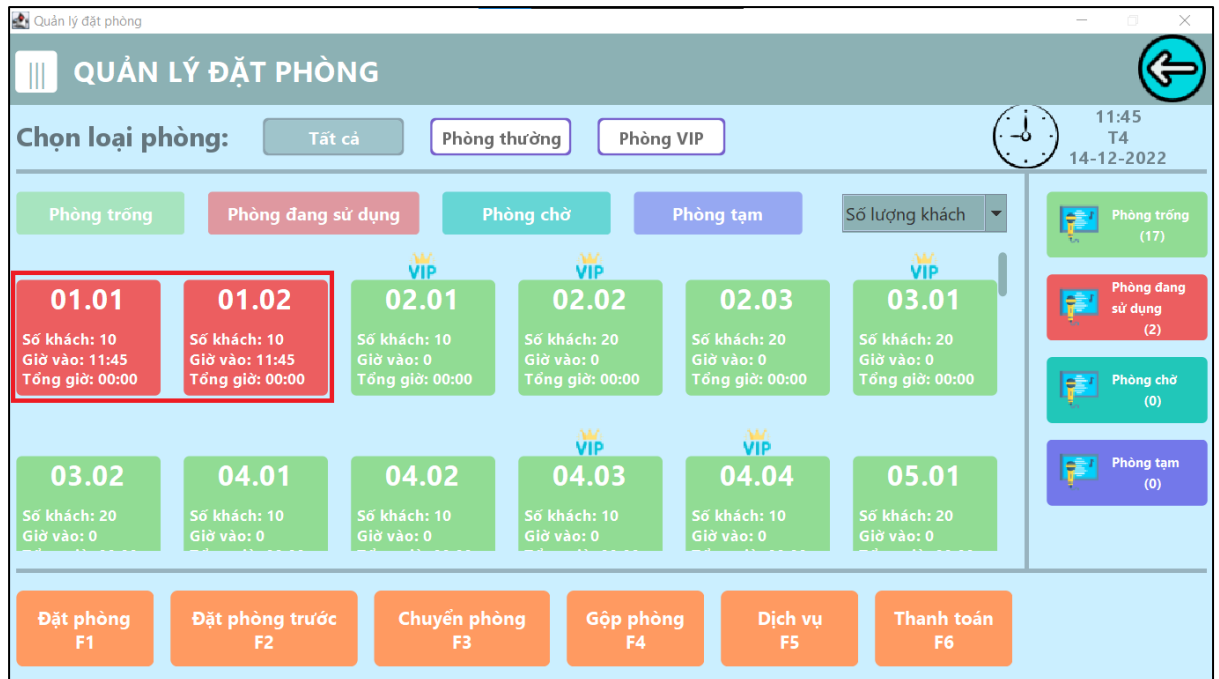 Quản lý đặt phòng
QUẢN LÝ ĐẶT PHÒNG
Chọn loại phòng:
Tất cả
Phòng thường
Phòng VIP
11:45
T4
14-12-2022
Phòng trống
Phòng đang sử dụng
Phòng chờ
Phòng tạm
Số lượng khách
VIP
VIP
VIP
01.01
Số khách: 10
Giờ vào: 11:45
Tổng giờ: 00:00
01.02
Số khách: 10
Giờ vào: 11:45
Tổng giờ: 00:00
02.01
Số khách: 10
Giờ vào: 0
Tổng giờ: 00:00
02.02
Số khách: 20
Giờ vào: 0
Tổng giờ: 00:00
02.03
Số khách: 20
Giờ vào: 0
Tổng giờ: 00:00
03.01
Số khách: 20
Giờ vào: 0
Tổng giờ: 00:00
VIP
VIP
03.02
Số khách: 20
Giờ vào: 0
04.01
Số khách: 10
Giờ vào: 0
04.02
Số khách: 10
Giờ vào: 0
04.03
Số khách: 10
Giờ vào: 0
04.04
Số khách: 10
Giờ vào: 0
05.01
Số khách: 20
Giờ vào: 0
Phòng trống
(17)
Phòng đang
sử dụng
(2)
Phòng chờ
(0)
Phòng tạm
(0)
Đặt phòng
F1
Đặt phòng trước
F2
Chuyển phòng
F3
Gộp phòng
F4
Dịch vụ
F5
Thanh toán
F6